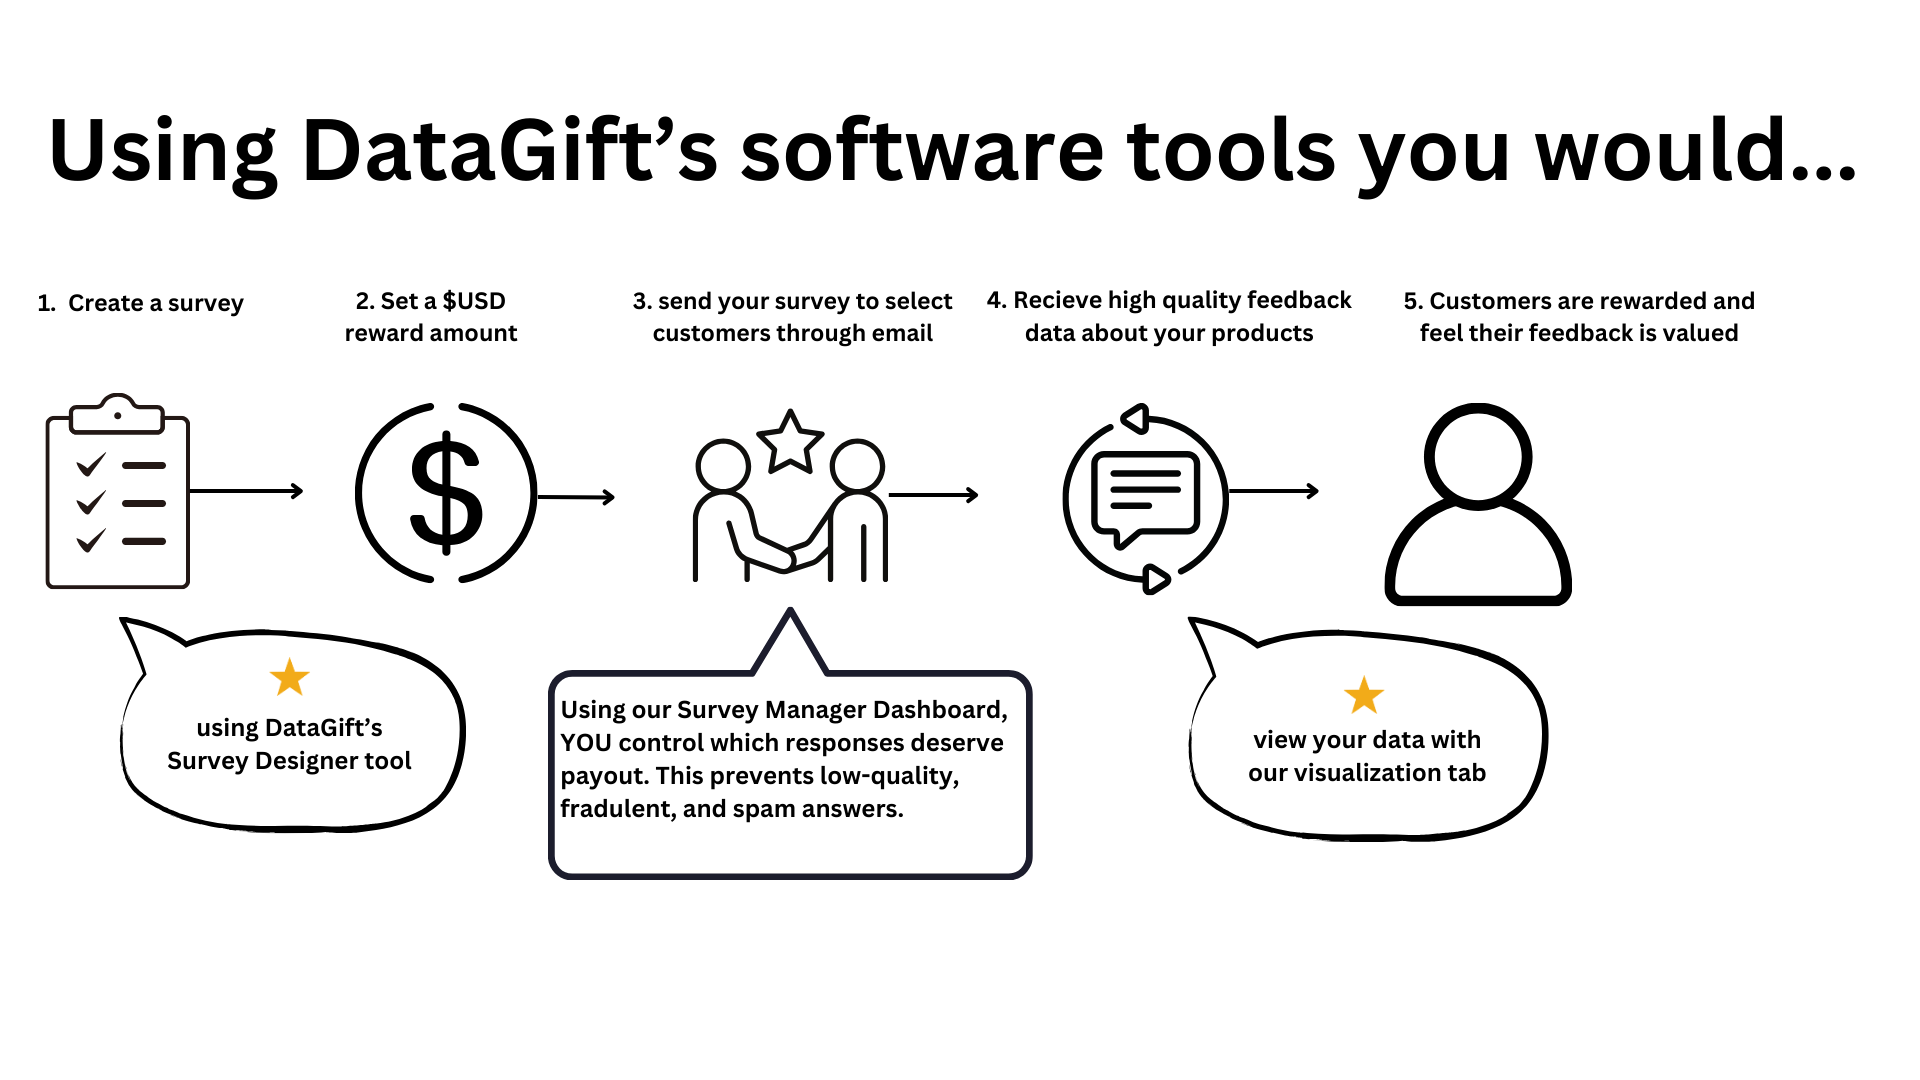 Using DataGift’s software tools you would...
1.  Create a survey
2. Set a $USD
reward amount
3. send your survey to select
customers through email
4. Recieve high quality feedback
data about your products
5. Customers are rewarded and
feel their feedback is valued
$
using DataGift’s
Survey Designer tool
Using our Survey Manager Dashboard,
YOU control which responses deserve
payout. This prevents low-quality,
fradulent, and spam answers.
view your data with
our visualization tab